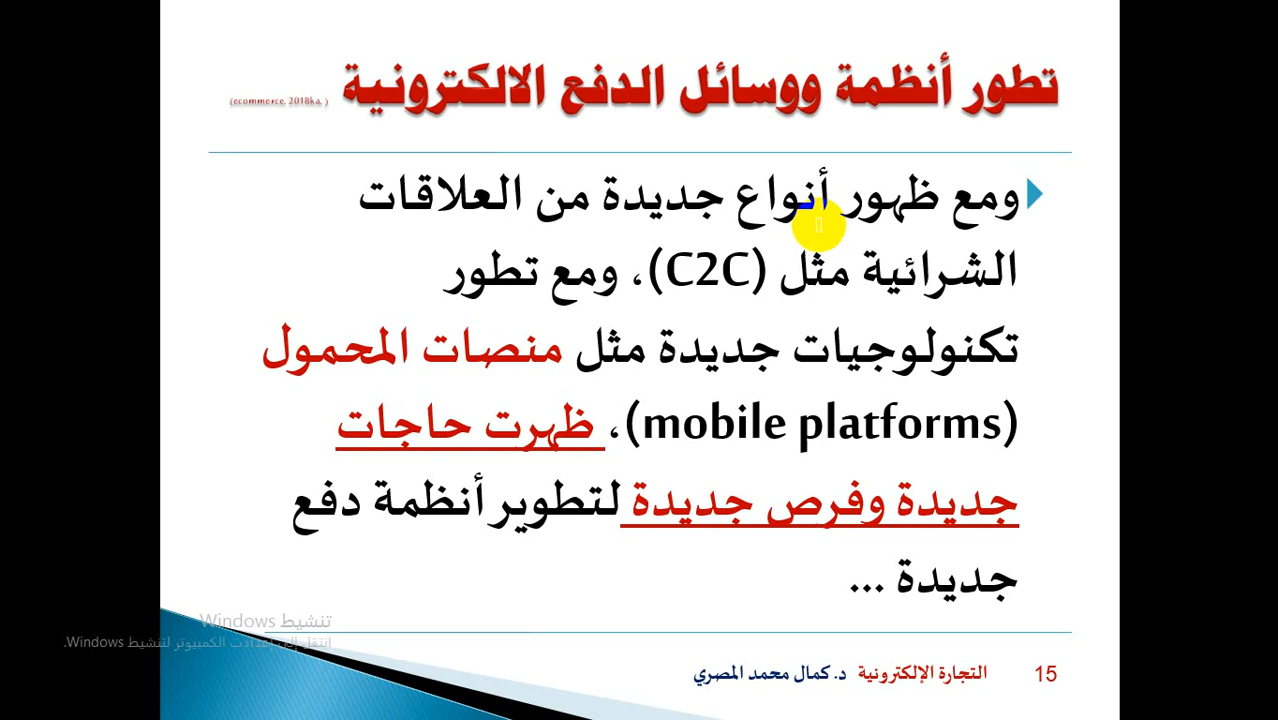 تطور أنظمة ووسائل الدفع الالكترونية (ecommerce, 2018ka, )
ومع ظهور أنواع جديدة من العلاقات
الشرائية مثل (C2C)، ومع تطور
تكنولوجيات جديدة مثل منصات المحمول
(mobile platforms)، ظهرت حاجات
جديدة وفرص جديدة لتطوير أنظمة دفع
جديدة ...
تنشيط Windows
انتقل إلى إعدادات الكمبيوتر لتنشيط Windows.
15 التجارة الإلكترونية د. كمال محمد المصري